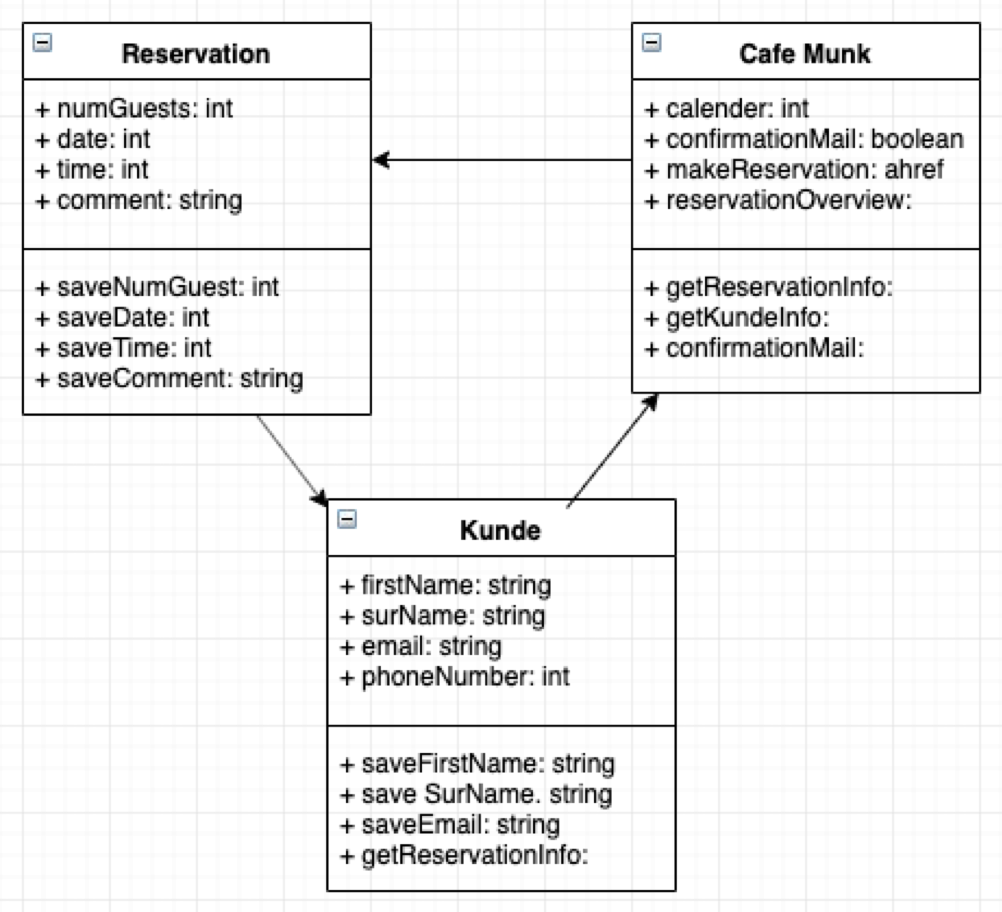 Reservation
+ numGuests: int
+ date: int
+ time: int
+ comment: string
+ saveNumGuest: int
+ saveDate: int
+ saveTime: int
+ saveComment: string
Cafe Munk
+ calender: int
+ confirmationMail: boolean
+ makeReservation: ahref
+ reservationOverview:
+ getReservationInfo:
+ getKundeInfo:
+ confirmationMail:
Kunde
+ firstName: string
+ surName: string
+ email: string
+ phoneNumber: int
+ saveFirstName: string
+ save SurName. string
+ saveEmail: string
+ getReservationInfo: